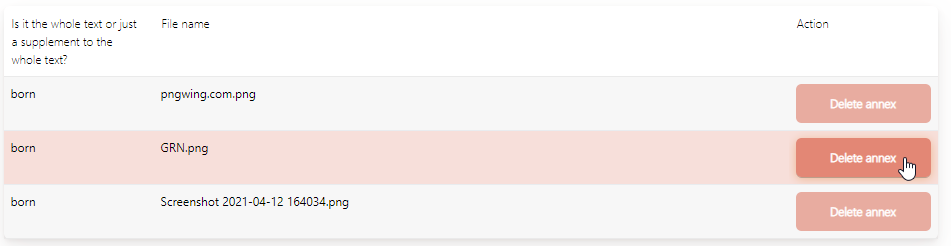 Is it the whole text or just
a supplement to the
whole text?
File name
Action
born
pngwing.com.png
Delete annex
born
GRN.png
Delete annex
born
Screenshot 2021-04-12 164034.png
Delete annex